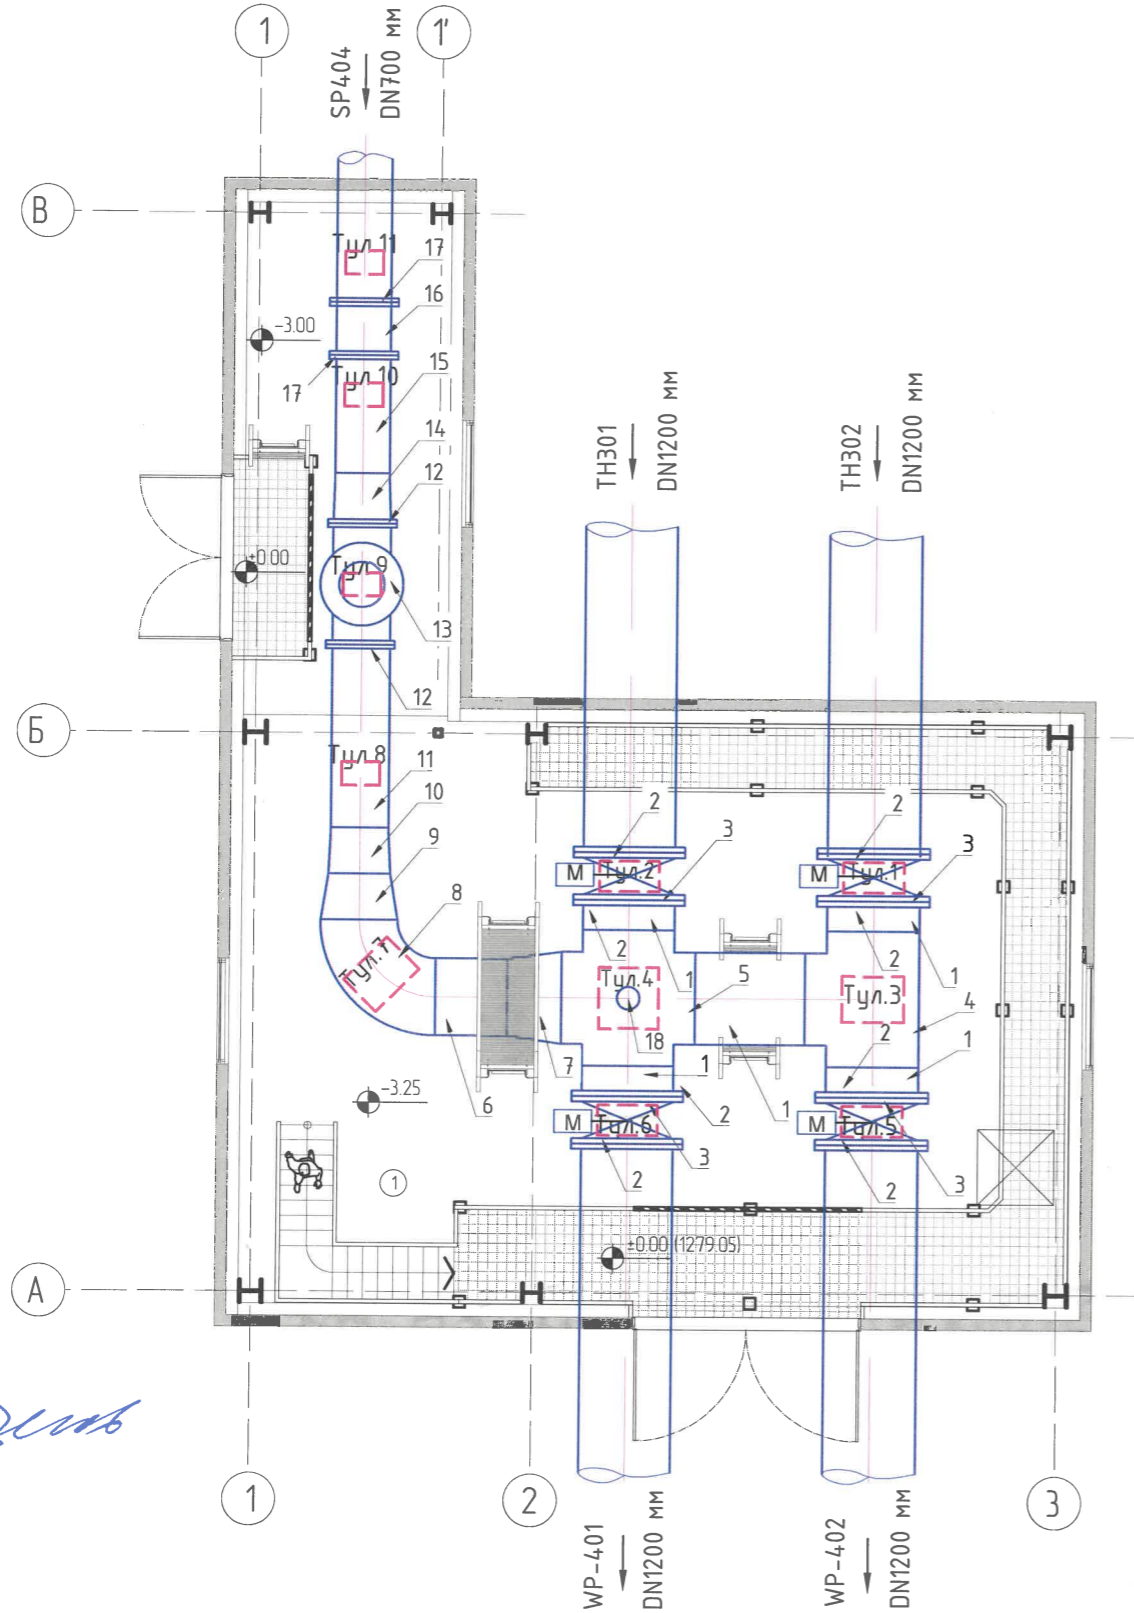 1
1'
SP404
DN700 мм
В
Тул.11
17
16
-3.00
15
Тул.10
17
14
12
ТН301
DN1200 мм
ТН302
DN1200 мм
±0.00
Тул.9
13
12
Б
Тул.8
11
10
9
8
2
3
2
3
М
Тул.2
М
Тул.1
Тул.7
2
1
5
2
1
Тул.4
Тул.3
4
18
7
1
2
1
6
2
1
-3.25
М
Тул.6
М
Тул.5
3
2
2
3
1
±0.00 (1279.05)
А
1
2
3
WP-401
DN1200 мм
WP-402
DN1200 мм